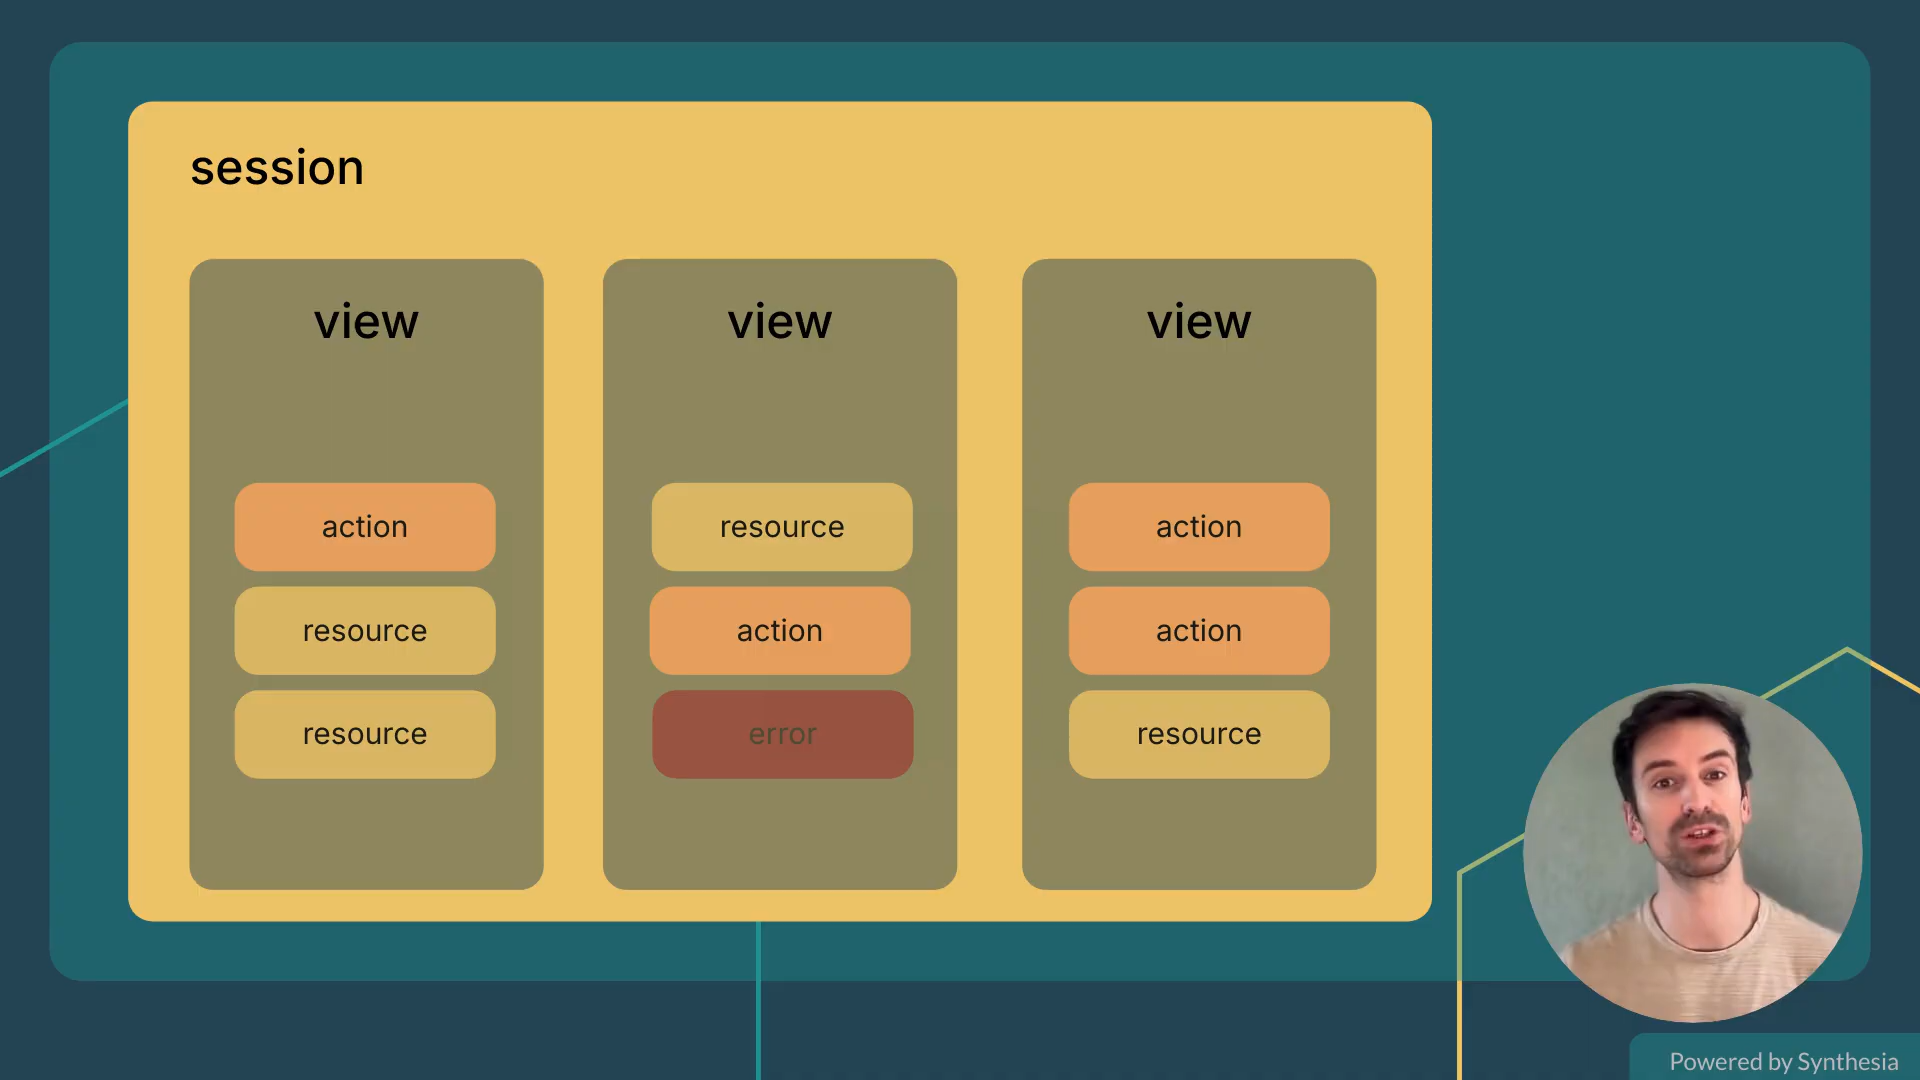 session
view
action
resource
resource
view
resource
action
error
view
action
action
resource
Powered by Synthesia